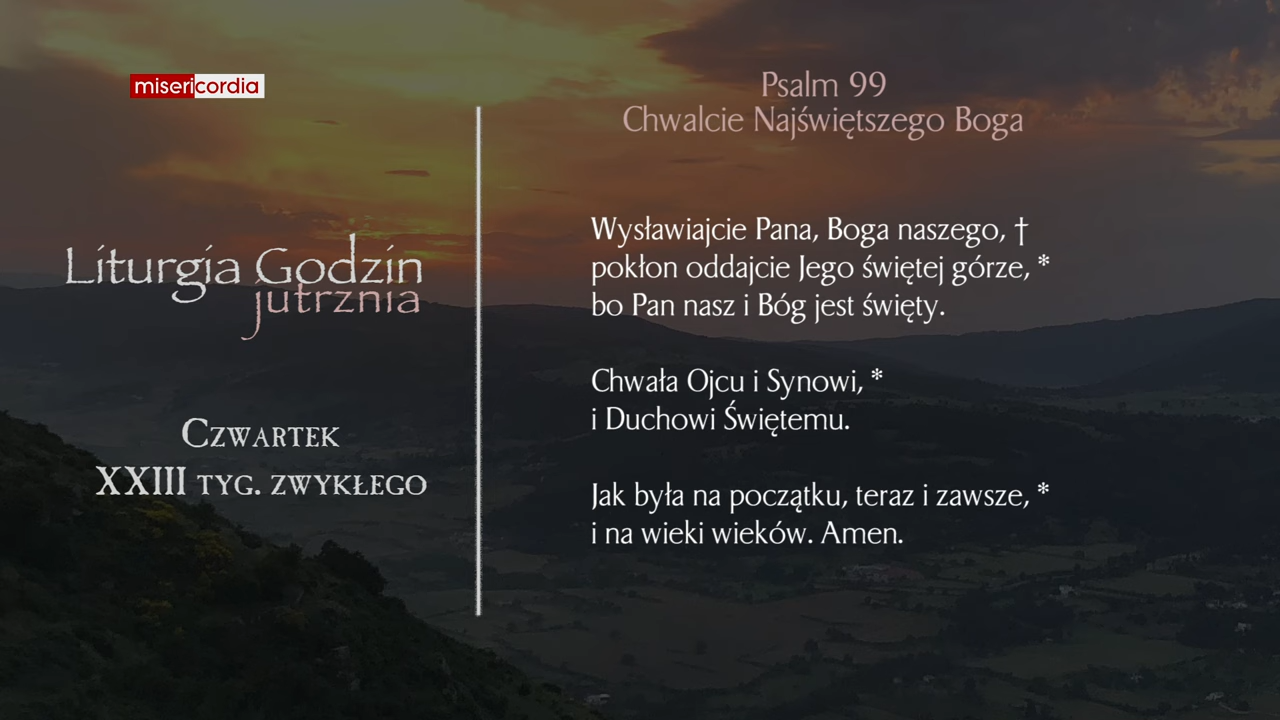 misericordia
Liturgia Godzin
jutrznia
Czwartek
XXIII tyg. zwykłego
Psalm 99
Chwalcie Najświętszego Boga
Wysławiajcie Pana, Boga naszego, †
pokłon oddajcie Jego świętej górze, *
bo Pan nasz i Bóg jest święty.
Chwała Ojcu i Synowi, *
i Duchowi Świętemu.
Jak była na początku, teraz i zawsze, *
i na wieki wieków. Amen.